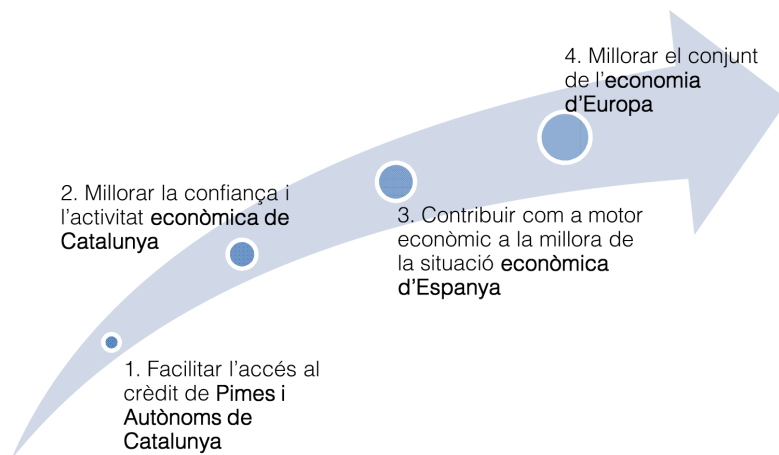 4. Millorar el conjunt
de l'economia
d'Europa
2. Millorar la confiança i
l'activitat econòmica de
Catalunya
3. Contribuir com a motor
econòmic a la millora de
la situació econòmica
d'Espanya
1. Facilitar l'accés al
crèdit de Pimes i
Autònoms de
Catalunya